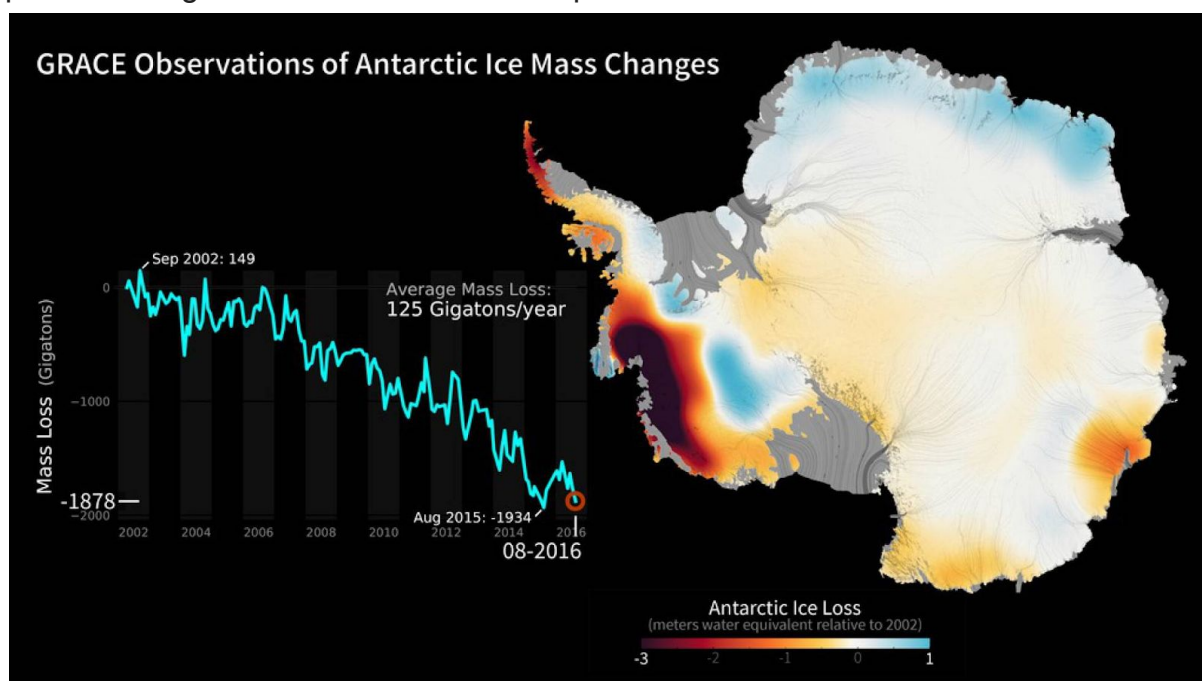 GRACE Observations of Antarctic Ice Mass Changes
Sep 2002: 149
Average Mass Loss:
125 Gigatons/year
Mass Loss (Gigatons)
0
−1000
-1878
−2000
Aug 2015: -1934
2002 2004 2006 2008 2010 2012 2014 2016
08-2016
Antarctic Ice Loss
(meters water equivalent relative to 2002)
-3 -2 -1 0 1